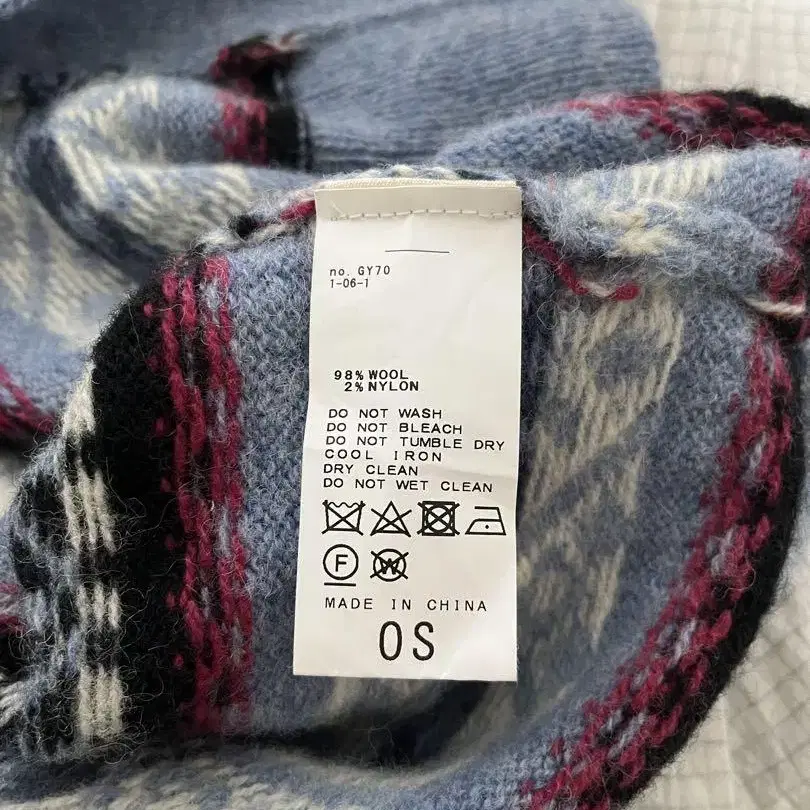 no. GY70
1-06-1
98% WOOL
2% NYLON
DO NOT WASH
DO NOT BLEACH
DO NOT TUMBLE DRY
COOL IRON
DRY CLEAN
DO NOT WET CLEAN
F W
MADE IN CHINA
OS